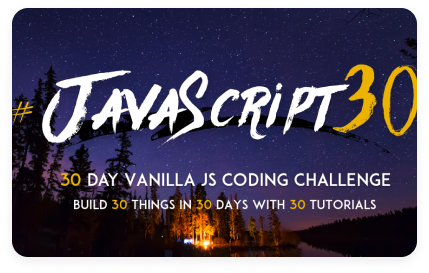 # JAVASCRIPT30
30 DAY VANILLA JS CODING CHALLENGE
BUILD 30 THINGS IN 30 DAYS WITH 30 TUTORIALS